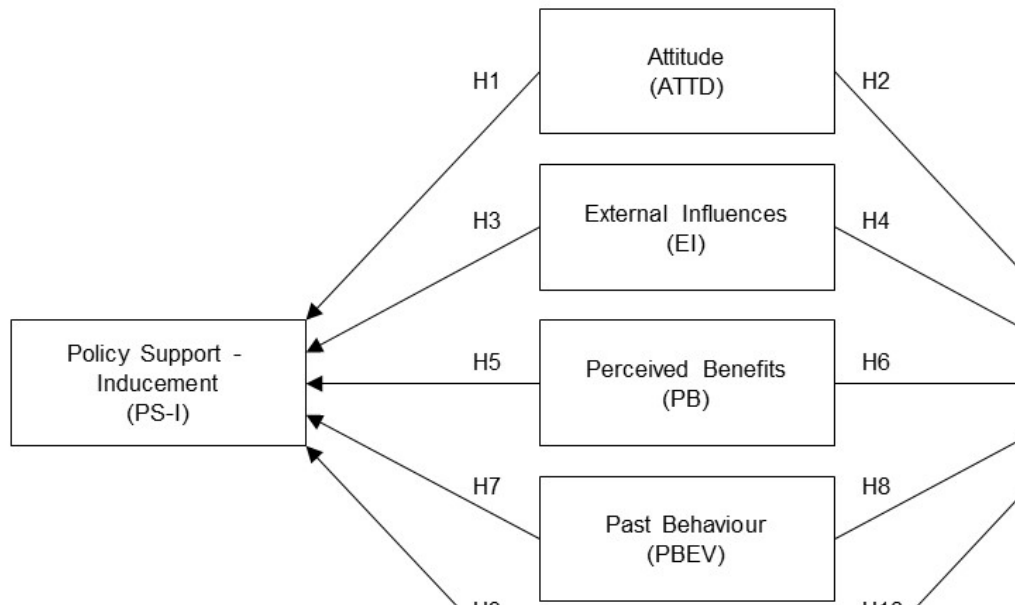 Attitude
(ATTD)
H1
H2
External Influences
(EI)
H3
H4
Policy Support -
Inducement
(PS-I)
H5
Perceived Benefits
(PB)
H6
H7
Past Behaviour
(PBEV)
H8